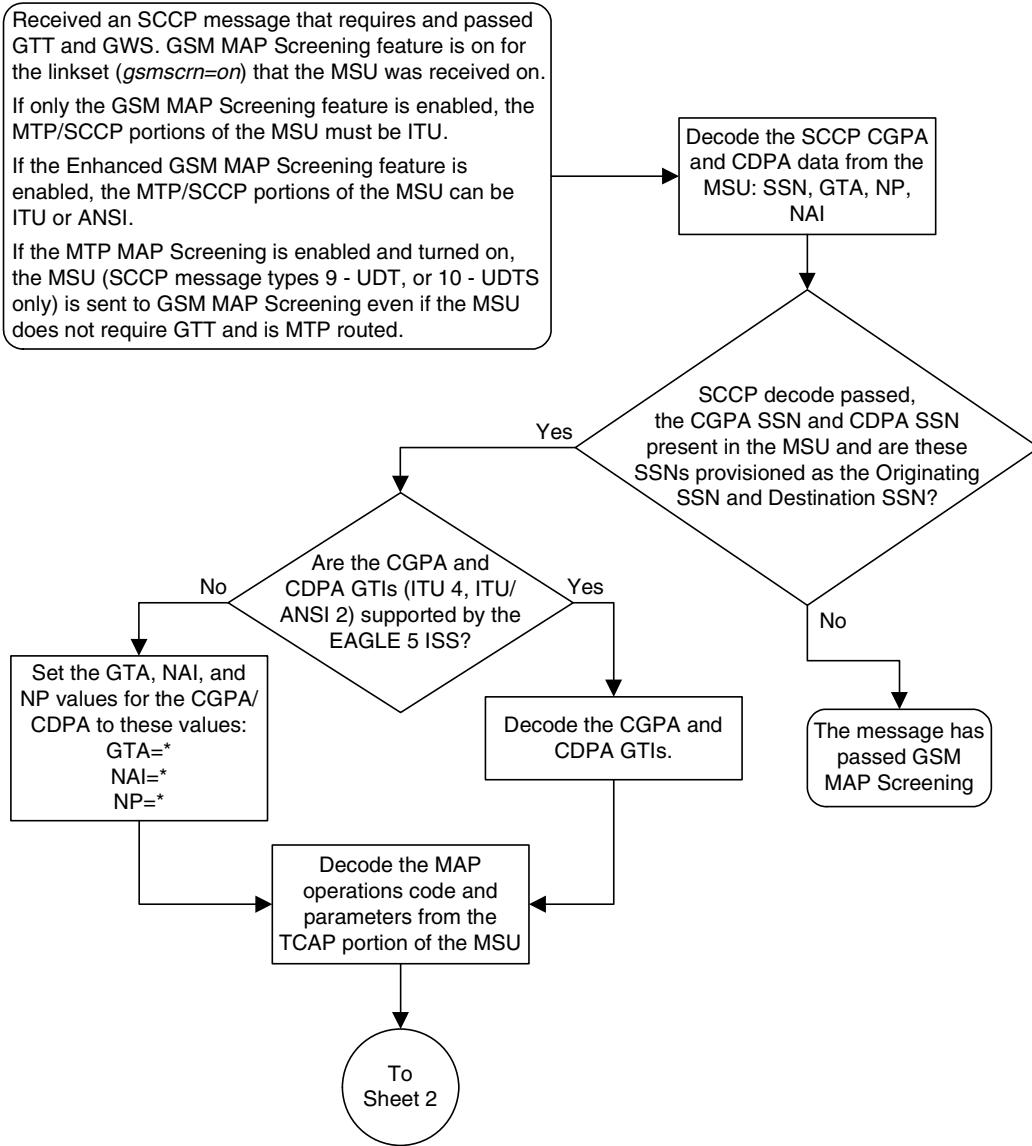 Received an SCCP message that requires and passed
GTT and GWS. GSM MAP Screening feature is on for
the linkset (gsmscrn=on) that the MSU was received on.
If only the GSM MAP Screening feature is enabled, the
MTP/SCCP portions of the MSU must be ITU.
If the Enhanced GSM MAP Screening feature is
enabled, the MTP/SCCP portions of the MSU can be
ITU or ANSI.
If the MTP MAP Screening is enabled and turned on,
the MSU (SCCP message types 9 - UDT, or 10 - UDTS
only) is sent to GSM MAP Screening even if the MSU
does not require GTT and is MTP routed.
Decode the SCCP CGPA
and CDPA data from the
MSU: SSN, GTA, NP,
NAI
SCCP decode passed,
the CGPA SSN and CDPA SSN
present in the MSU and are these
SSNs provisioned as the Originating
SSN and Destination SSN?
Yes
No
Are the CGPA and
CDPA GTIs (ITU 4, ITU/
ANSI 2) supported by the
EAGLE 5 ISS?
No
Yes
Set the GTA, NAI, and
NP values for the CGPA/
CDPA to these values:
GTA=*
NAI=*
NP=*
Decode the CGPA and
CDPA GTIs.
The message has
passed GSM
MAP Screening
Decode the MAP
operations code and
parameters from the
TCAP portion of the MSU
To
Sheet 2